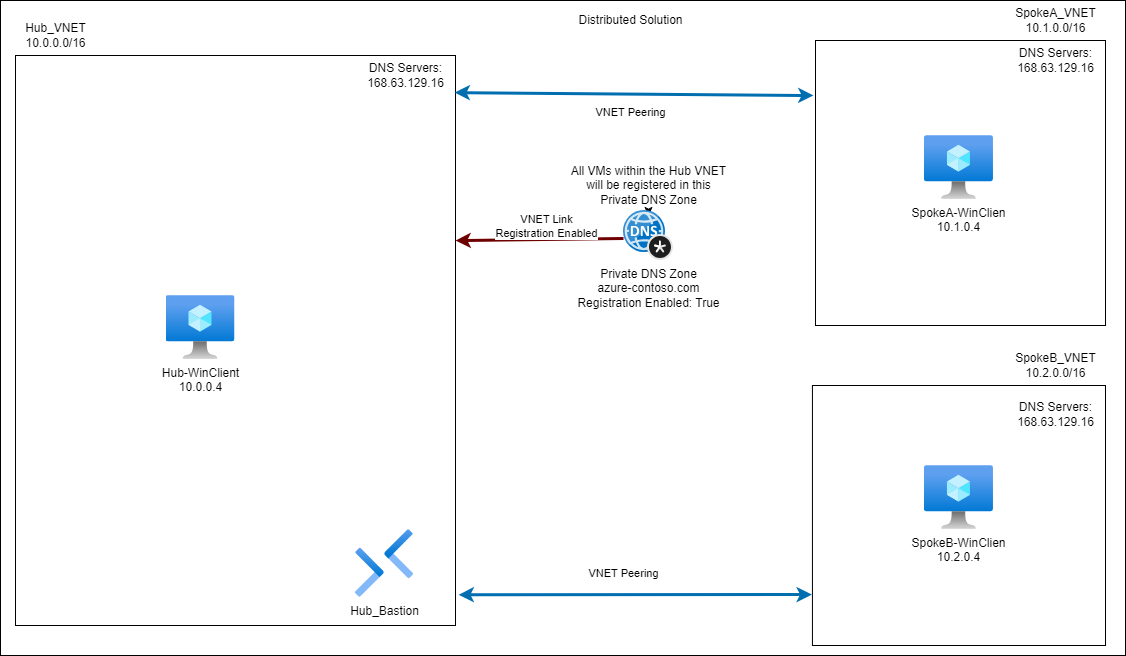 Distributed Solution
Hub_VNET
10.0.0.0/16
DNS Servers:
168.63.129.16
SpokeA_VNET
10.1.0.0/16
DNS Servers:
168.63.129.16
VNET Peering
All VMs within the Hub VNET
will be registered in this
Private DNS Zone
VNET Link
Registration Enabled
DNS
Private DNS Zone
azure-contoso.com
Registration Enabled: True
SpokeA-WinClien
10.1.0.4
Hub-WinClient
10.0.0.4
SpokeB_VNET
10.2.0.0/16
DNS Servers:
168.63.129.16
SpokeB-WinClien
10.2.0.4
VNET Peering
Hub_Bastion